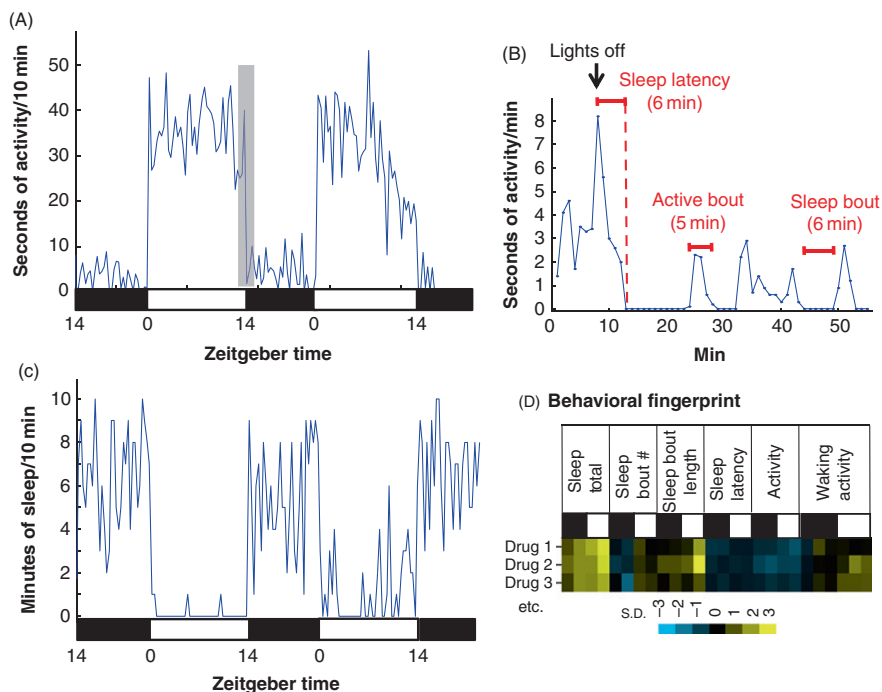 (A)
Seconds of activity/10 min
50
40
30
20
10
0
14 0 14 0 14
Zeitgeber time
(B)
Lights off
Sleep latency
(6 min)
Active bout
(5 min)
Sleep bout
(6 min)
Seconds of activity/min
8
7
6
5
4
3
2
1
0
0 10 20 30 40 50
Min
(c)
Minutes of sleep/10 min
10
8
6
4
2
0
14 0 14 0 14
Zeitgeber time
(D) Behavioral fingerprint
Sleep
total
Sleep
bout #
Sleep bout
length
Sleep
latency
Activity
Waking
activity
Drug 1
Drug 2
Drug 3
etc.
S.D. −3 −2 −1 0 1 2 3